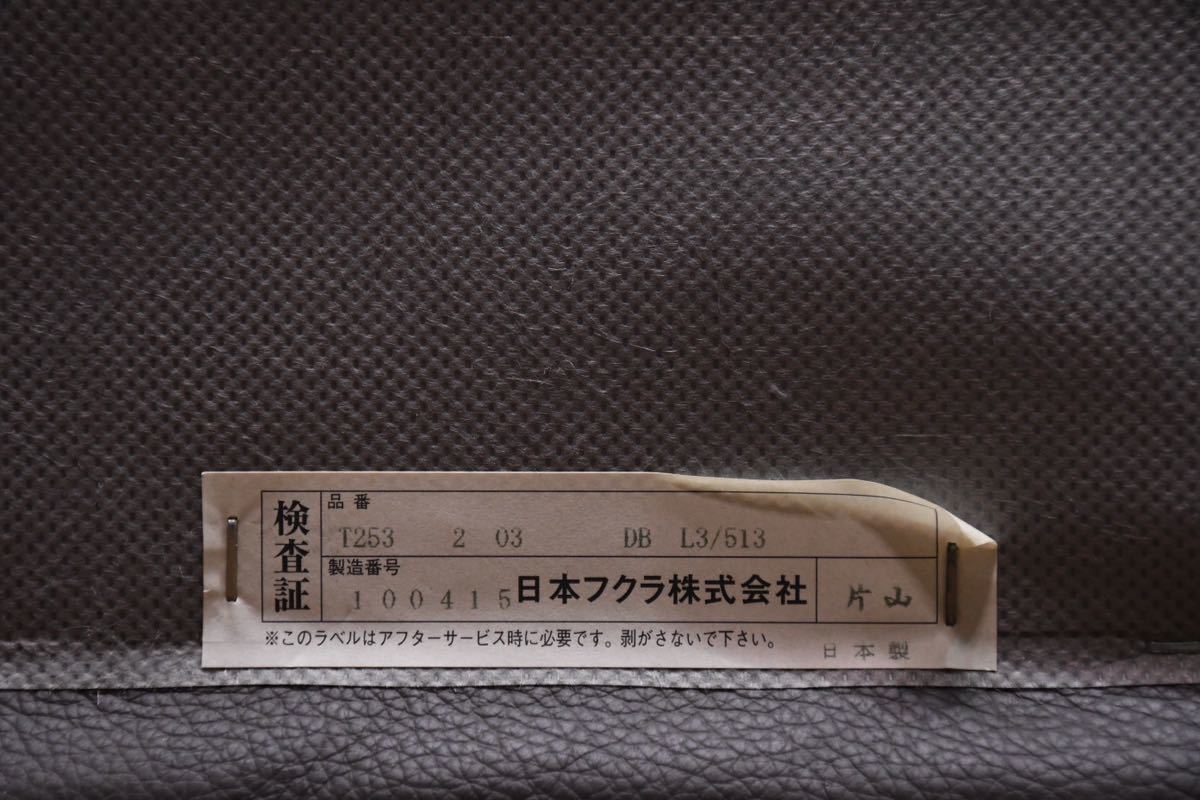 検査証
品番
T253 2 03 DB L3/513
製造番号
100415 日本フクラ株式会社 片山
※このラベルはアフターサービス時に必要です。剥がさないで下さい。
日本製